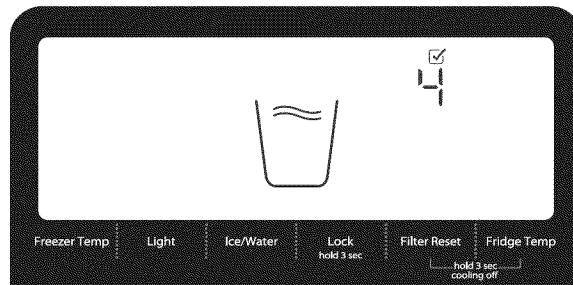 4
Freezer Temp Light Ice/Water Lock Filter Reset Fridge Temp
hold 3 sec
hold 3 sec
cooling off